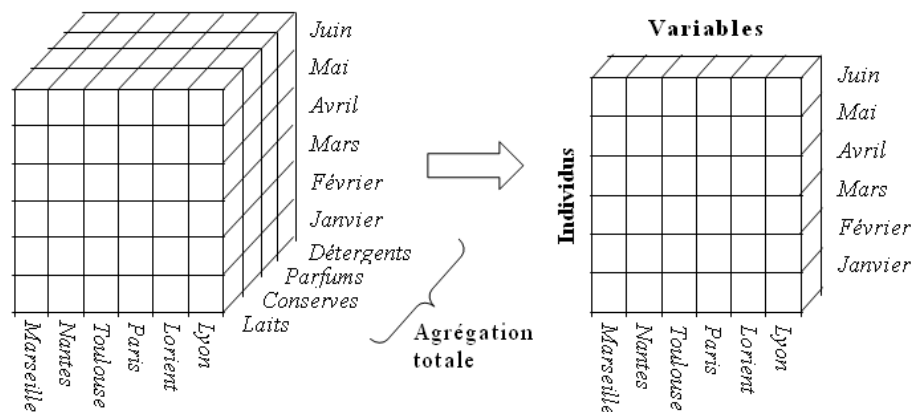 Juin
Mai
Avril
Mars
Février
Janvier
Détergents
Parfums
Conserves
Laits
Marseille
Nantes
Toulouse
Paris
Lorient
Lyon
Agrégation
totale
Variables
Individus
Juin
Mai
Avril
Mars
Février
Janvier
Marseille
Nantes
Toulouse
Paris
Lorient
Lyon